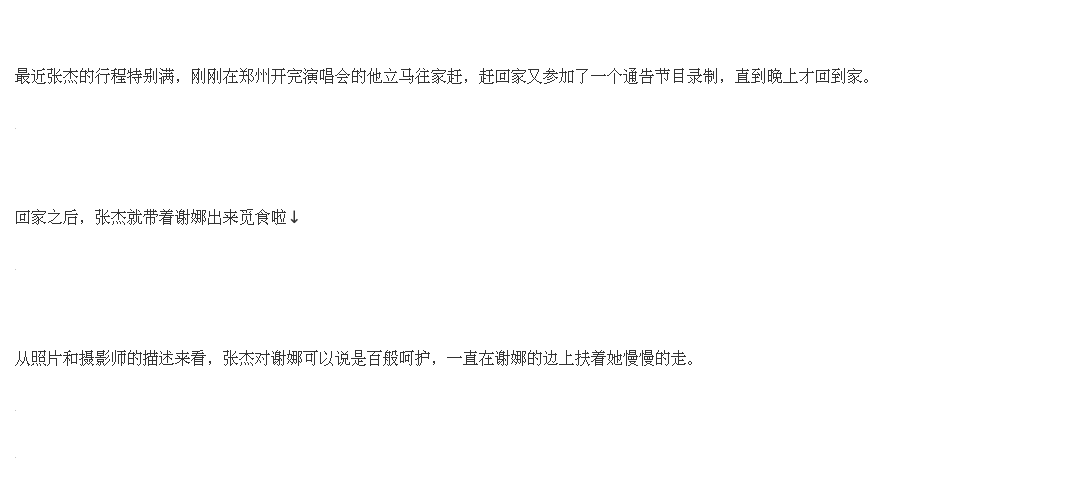 最近张杰的行程特别满，刚刚在郑州开完演唱会的他立马往家赶，赶回家又参加了一个通告节目录制，直到晚上才回到家。
回家之后，张杰就带着谢娜出来觅食啦↓
从照片和摄影师的描述来看，张杰对谢娜可以说是百般呵护，一直在谢娜的边上扶着她慢慢的走。